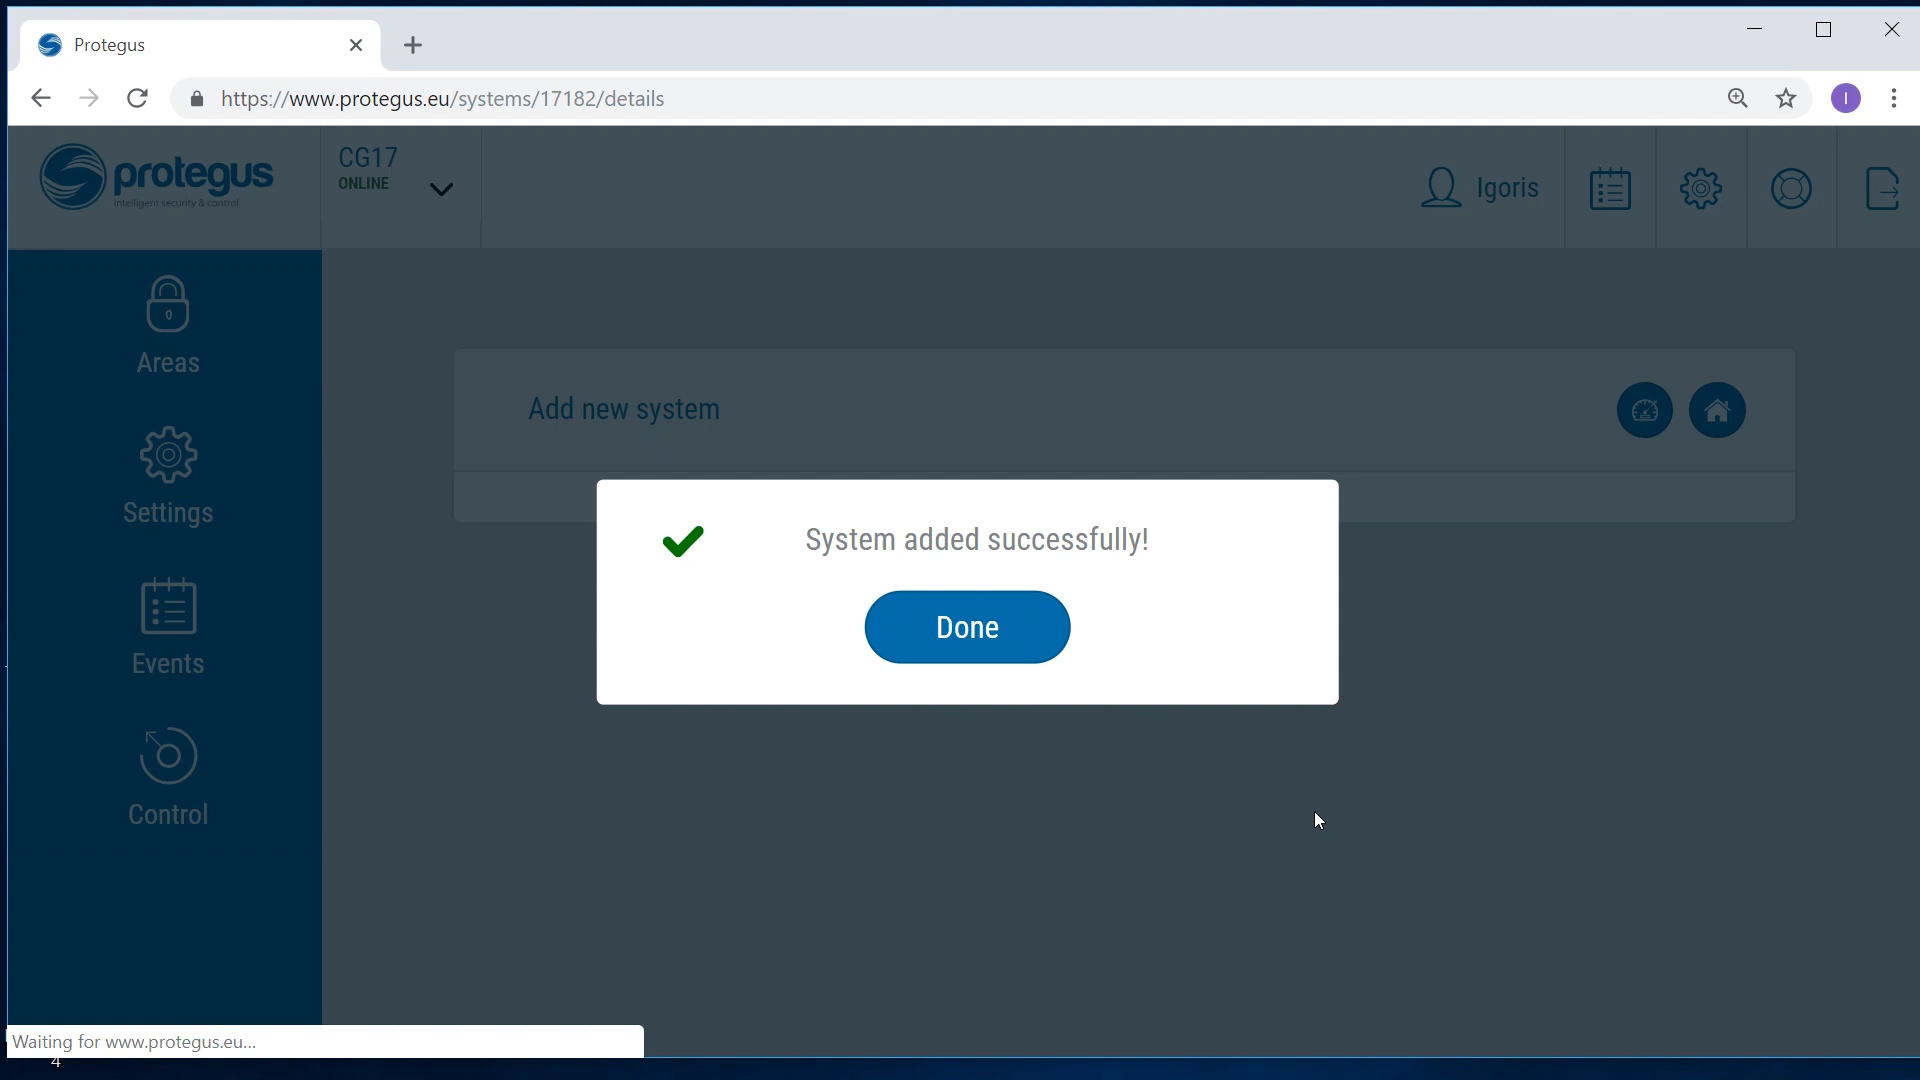 Protegus
https://www.protegus.eu/systems/17182/details
I
protegus
intelligent security & control
CG17
ONLINE
Igoris
Areas
Settings
Events
Control
Add new system
System added successfully!
Done
Waiting for www.protegus.eu...
4